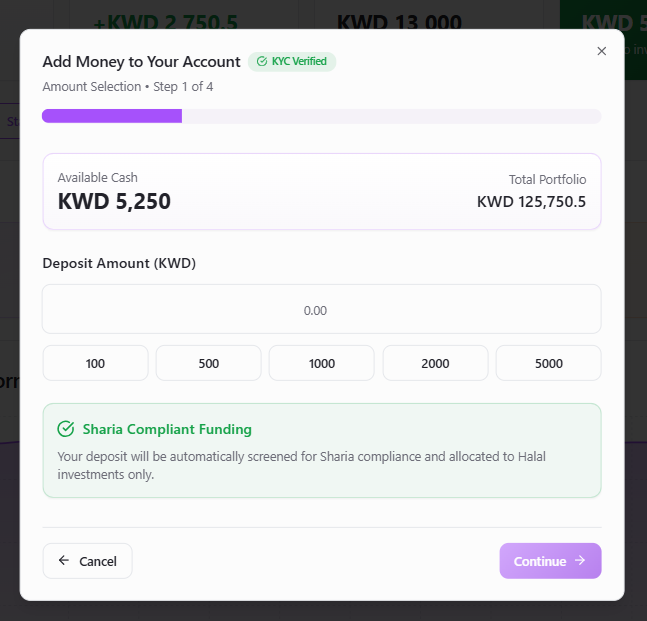 +KWD 2,750.5
KWD 13,000
KWD 5
Add Money to Your Account
KYC Verified
Amount Selection • Step 1 of 4
Available Cash
KWD 5,250
Total Portfolio
KWD 125,750.5
Deposit Amount (KWD)
0.00
100
500
1000
2000
5000
Sharia Compliant Funding
Your deposit will be automatically screened for Sharia compliance and allocated to Halal
investments only.
Cancel
Continue